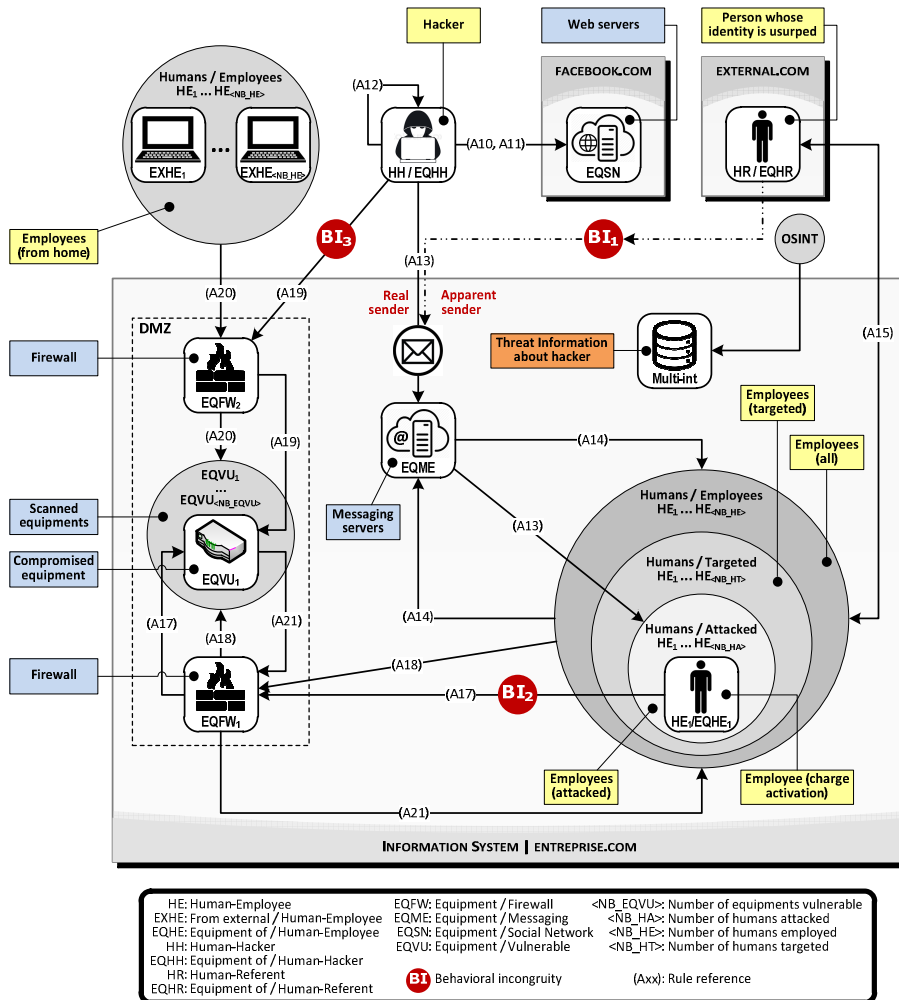 Hacker
Web servers
Person whose
identity is usurped
Humans / Employees
HE1 ... HE<NB_HE>
EXHE1
...
EXHE<NB_HE>
(A12)
HH / EQHH
(A10, A11)
FACEBOOK.COM
EQSN
EXTERNAL.COM
HR / EQHR
Employees
(from home)
BI3
BI1
OSINT
(A20)
(A19)
(A13)
Real
sender
Apparent
sender
(A15)
DMZ
Firewall
EQFW2
Threat Information
about hacker
Multi-int
Employees
(targeted)
(A20)
(A19)
@
EQME
(A14)
Employees
(all)
EQVU1
...
EQVU<NB_EQVU>
Scanned
equipments
Messaging
servers
Humans / Employees
HE1 ... HE<NB_HE>
(A13)
Compromised
equipment
EQVU1
Humans / Targeted
HE1 ... HE<NB_HT>
(A17)
(A18)
(A21)
(A14)
Humans / Attacked
HE1 ... HE<NB_HA>
Firewall
EQFW1
(A18)
(A17)
BI2
HE1/EQHE1
Employees
(attacked)
Employee (charge
activation)
(A21)
INFORMATION SYSTEM | ENTREPRISE.COM
HE: Human-Employee
EXHE: From external / Human-Employee
EQHE: Equipment of / Human-Employee
HH: Human-Hacker
EQHH: Equipment of / Human-Hacker
HR: Human-Referent
EQHR: Equipment of / Human-Referent
EQFW: Equipment / Firewall
EQME: Equipment / Messaging
EQSN: Equipment / Social Network
EQVU: Equipment / Vulnerable
BI Behavioral incongruity
<NB_EQVU>: Number of equipments vulnerable
<NB_HA>: Number of humans attacked
<NB_HE>: Number of humans employed
<NB_HT>: Number of humans targeted
(Axx): Rule reference